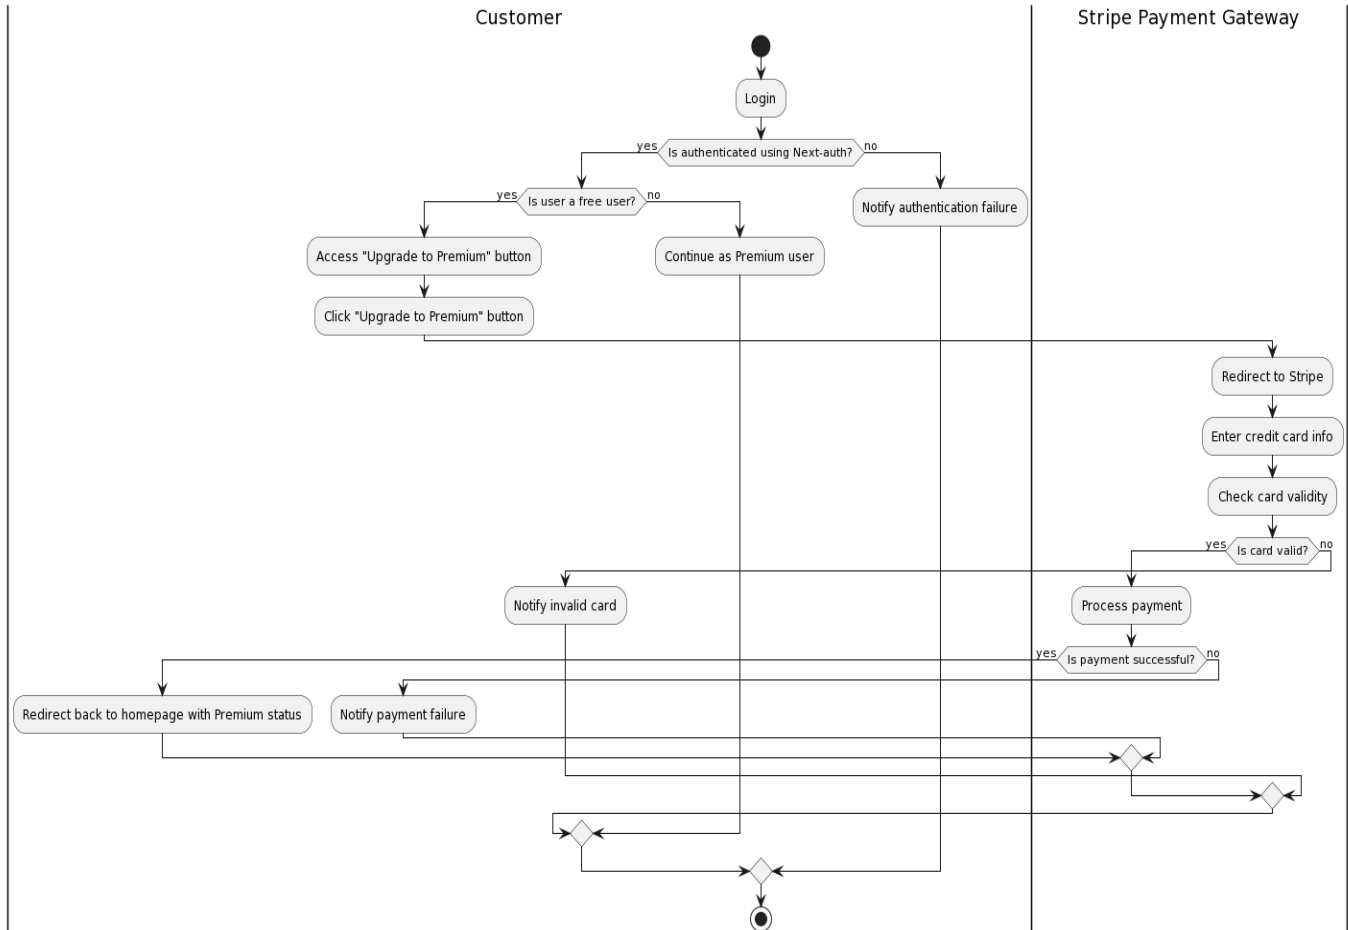 Customer
Stripe Payment Gateway
Login
yes
Is authenticated using Next-auth?
no
yes
Is user a free user?
no
Notify authentication failure
Access "Upgrade to Premium" button
Continue as Premium user
Click "Upgrade to Premium" button
Redirect to Stripe
Enter credit card info
Check card validity
yes
Is card valid?
no
Notify invalid card
Process payment
yes
Is payment successful?
no
Redirect back to homepage with Premium status
Notify payment failure